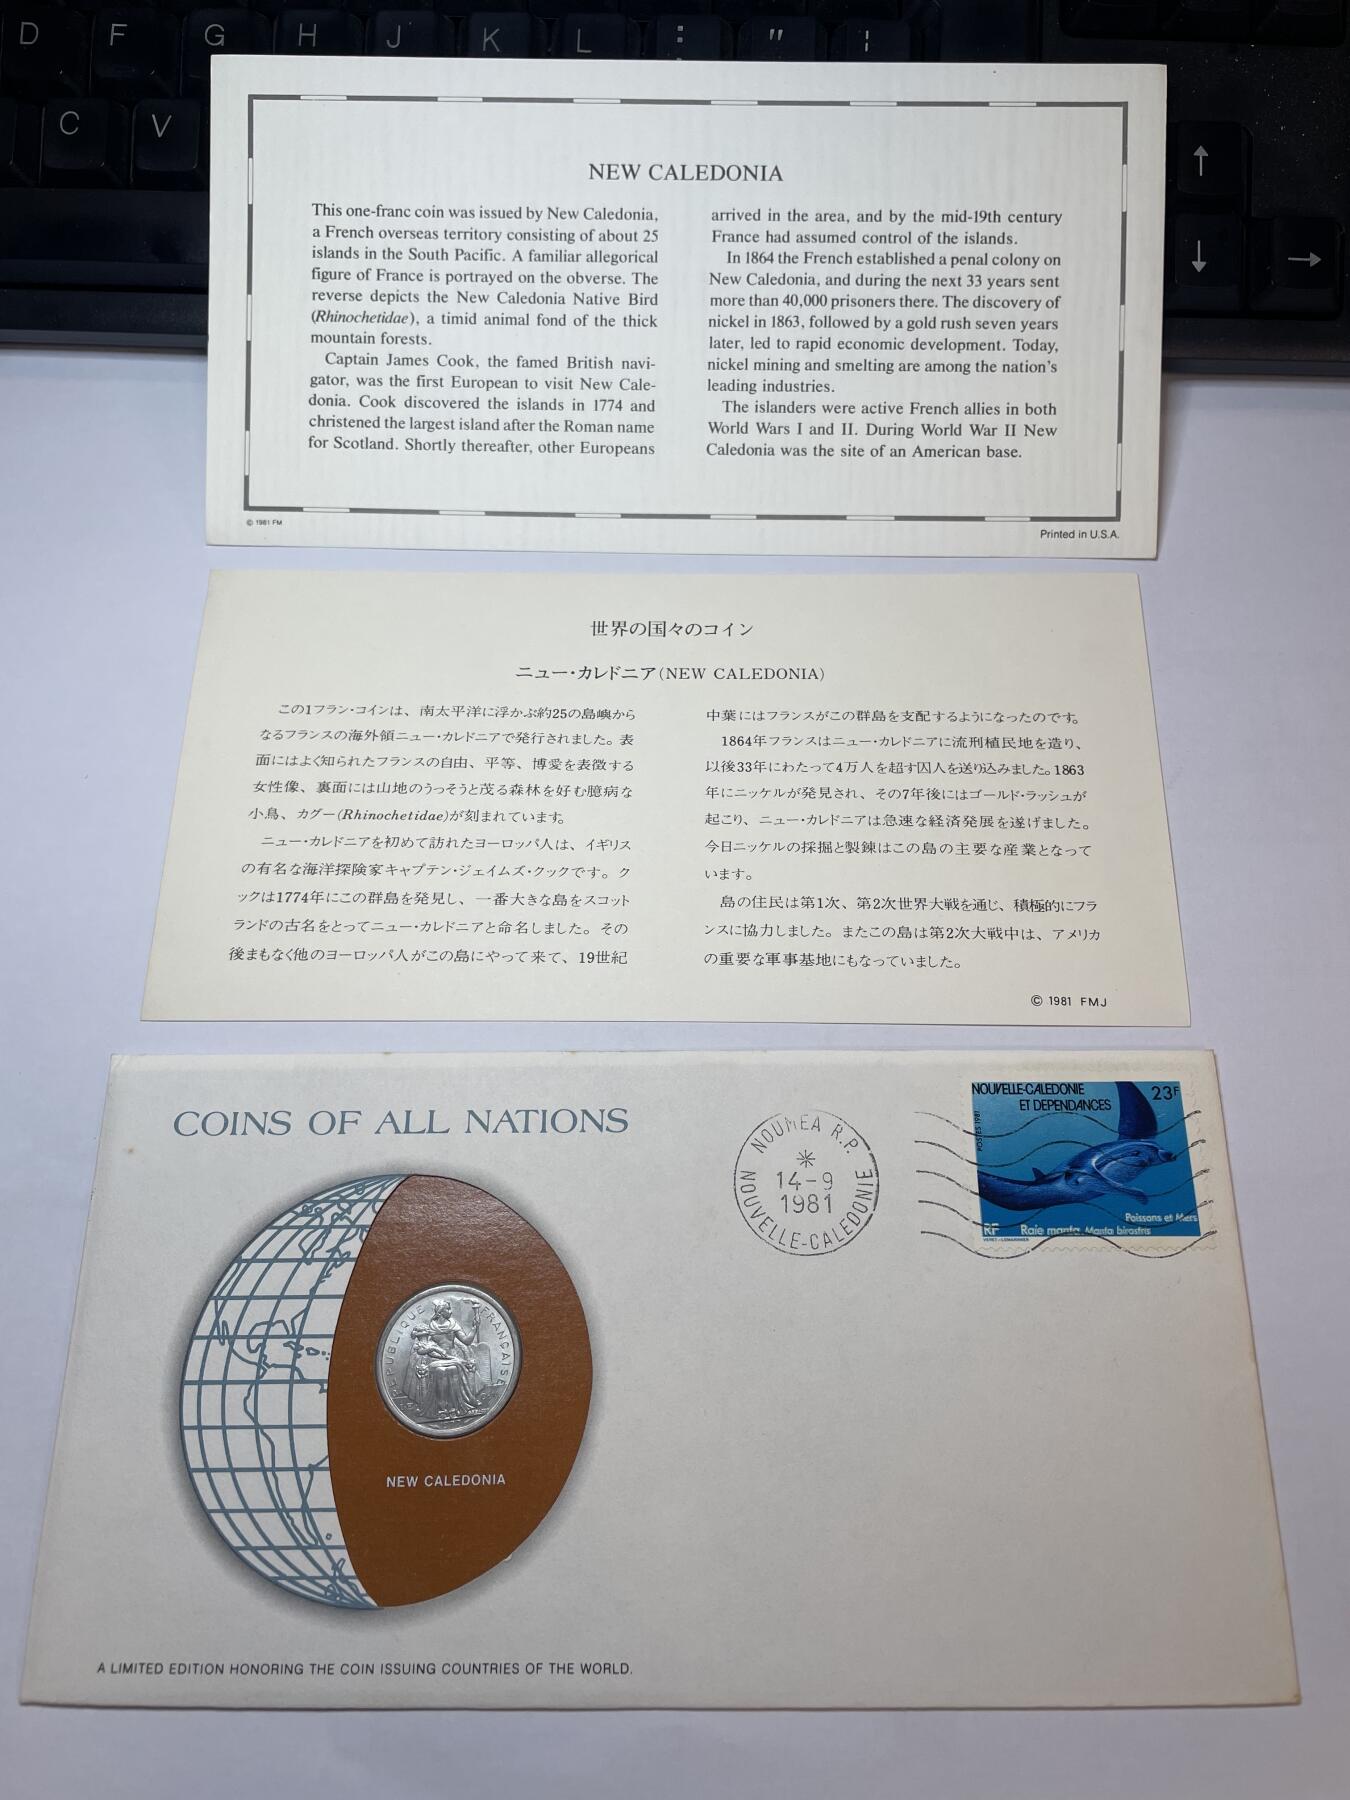 D F G H J K L : " '
; '
C V
↑
↓ →
NEW CALEDONIA
This one-franc coin was issued by New Caledonia,
a French overseas territory consisting of about 25
islands in the South Pacific. A familiar allegorical
figure of France is portrayed on the obverse. The
reverse depicts the New Caledonia Native Bird
(Rhinochetidae), a timid animal fond of the thick
mountain forests.
Captain James Cook, the famed British navi-
gator, was the first European to visit New Cale-
donia. Cook discovered the islands in 1774 and
christened the largest island after the Roman name
for Scotland. Shortly thereafter, other Europeans
arrived in the area, and by the mid-19th century
France had assumed control of the islands.
In 1864 the French established a penal colony on
New Caledonia, and during the next 33 years sent
more than 40,000 prisoners there. The discovery of
nickel in 1863, followed by a gold rush seven years
later, led to rapid economic development. Today,
nickel mining and smelting are among the nation's
leading industries.
The islanders were active French allies in both
World Wars I and II. During World War II New
Caledonia was the site of an American base.
© 1981 FM
Printed in U.S.A.
世界の国々のコイン
ニュー・カレドニア(NEW CALEDONIA)
この1フラン・コインは、南太平洋に浮かぶ約25の島嶼から
なるフランスの海外領ニュー・カレドニアで発行されました。表
面にはよく知られたフランスの自由、平等、博愛を表徴する
女性像、裏面には山地のうっそうと茂る森林を好む臆病な
小鳥、カグー(Rhinochetidae)が刻まれています。
ニュー・カレドニアを初めて訪れたヨーロッパ人は、イギリス
の有名な海洋探険家キャプテン・ジェイムズ・クックです。ク
ックは1774年にこの群島を発見し、一番大きな島をスコット
ランドの古名をとってニュー・カレドニアと命名しました。その
後まもなく他のヨーロッパ人がこの島にやって来て、19世紀
中葉にはフランスがこの群島を支配するようになったのです。
1864年フランスはニュー・カレドニアに流刑植民地を造り、
以後33年にわたって4万人を超す囚人を送り込みました。1863
年にニッケルが発見され、その7年後にはゴールド・ラッシュが
起こり、ニュー・カレドニアは急速な経済発展を遂げました。
今日ニッケルの採掘と製錬はこの島の主要な産業となって
います。
島の住民は第1次、第2次世界大戦を通じ、積極的にフラ
ンスに協力しました。またこの島は第2次大戦中は、アメリカ
の重要な軍事基地にもなっていました。
© 1981 FMJ
COINS OF ALL NATIONS
NOUMEA R.P.
14-9
1981
NOUVELLE-CALEDONIE
NOUVELLE-CALEDONIE
ET DEPENDANCES
23F
POSTES 1981
Poissons et Mers
RF Raie manta. Manta birostris
REPUBLIQUE FRANÇAISE
NEW CALEDONIA
A LIMITED EDITION HONORING THE COIN ISSUING COUNTRIES OF THE WORLD.